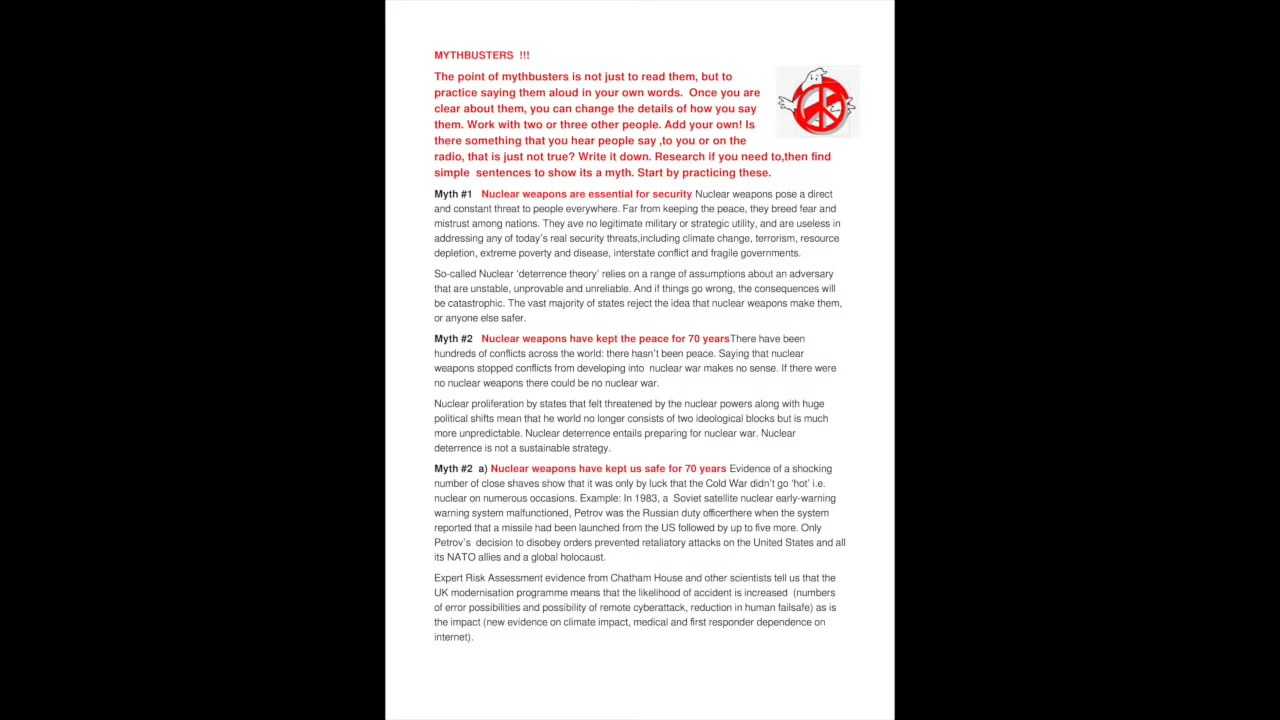 MYTHBUSTERS !!!
The point of mythbusters is not just to read them, but to
practice saying them aloud in your own words. Once you are
clear about them, you can change the details of how you say
them. Work with two or three other people. Add your own! Is
there something that you hear people say ,to you or on the
radio, that is just not true? Write it down. Research if you need to,then find
simple sentences to show its a myth. Start by practicing these.
Myth #1 Nuclear weapons are essential for security Nuclear weapons pose a direct
and constant threat to people everywhere. Far from keeping the peace, they breed fear and
mistrust among nations. They ave no legitimate military or strategic utility, and are useless in
addressing any of today’s real security threats,including climate change, terrorism, resource
depletion, extreme poverty and disease, interstate conflict and fragile governments.
So-called Nuclear ‘deterrence theory’ relies on a range of assumptions about an adversary
that are unstable, unprovable and unreliable. And if things go wrong, the consequences will
be catastrophic. The vast majority of states reject the idea that nuclear weapons make them,
or anyone else safer.
Myth #2 Nuclear weapons have kept the peace for 70 yearsThere have been
hundreds of conflicts across the world: there hasn’t been peace. Saying that nuclear
weapons stopped conflicts from developing into nuclear war makes no sense. If there were
no nuclear weapons there could be no nuclear war.
Nuclear proliferation by states that felt threatened by the nuclear powers along with huge
political shifts mean that he world no longer consists of two ideological blocks but is much
more unpredictable. Nuclear deterrence entails preparing for nuclear war. Nuclear
deterrence is not a sustainable strategy.
Myth #2 a) Nuclear weapons have kept us safe for 70 years Evidence of a shocking
number of close shaves show that it was only by luck that the Cold War didn’t go ‘hot’ i.e.
nuclear on numerous occasions. Example: In 1983, a Soviet satellite nuclear early-warning
warning system malfunctioned, Petrov was the Russian duty officerthere when the system
reported that a missile had been launched from the US followed by up to five more. Only
Petrov’s decision to disobey orders prevented retaliatory attacks on the United States and all
its NATO allies and a global holocaust.
Expert Risk Assessment evidence from Chatham House and other scientists tell us that the
UK modernisation programme means that the likelihood of accident is increased (numbers
of error possibilities and possibility of remote cyberattack, reduction in human failsafe) as is
the impact (new evidence on climate impact, medical and first responder dependence on
internet).